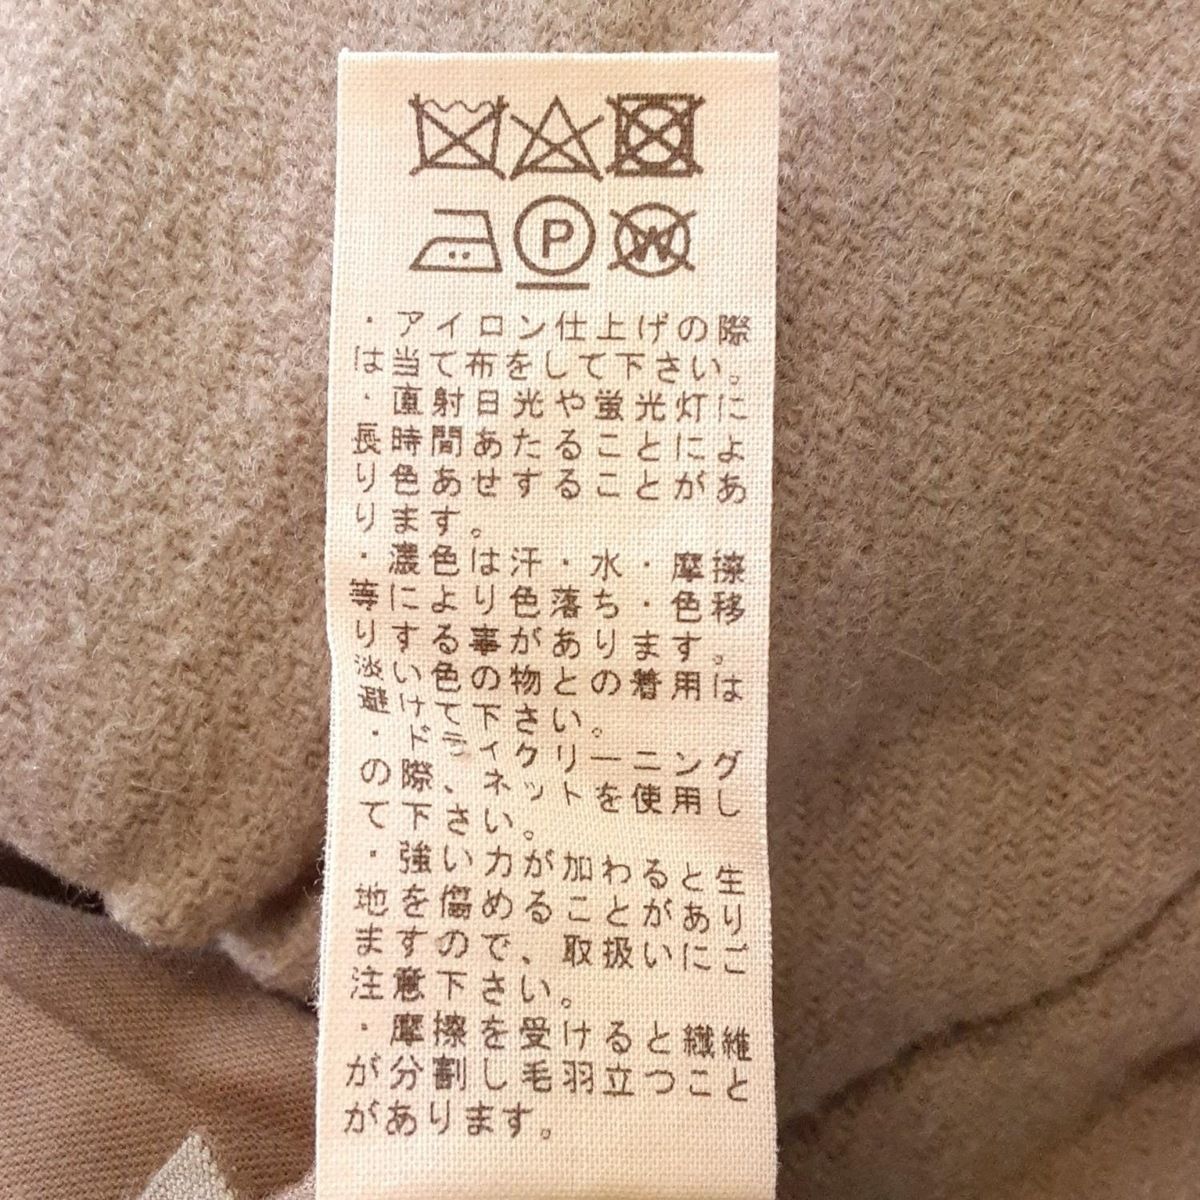 P
W
・アイロン仕上げの際
は当て布をして下さい。
・直射日光や蛍光灯に
長時間あたることによ
り色あせすることがあ
ります。
・濃色は汗・水・摩擦
等により色落ち・色移
りする事があります。
淡い色の物との着用は
避けて下さい。
・ドライクリーニング
の際、ネットを使用し
て下さい。
・強い力が加わると生
地を傷めることがあり
ますので、取扱いにご
注意下さい。
・摩擦を受けると繊維
が分割し毛羽立つこと
があります。